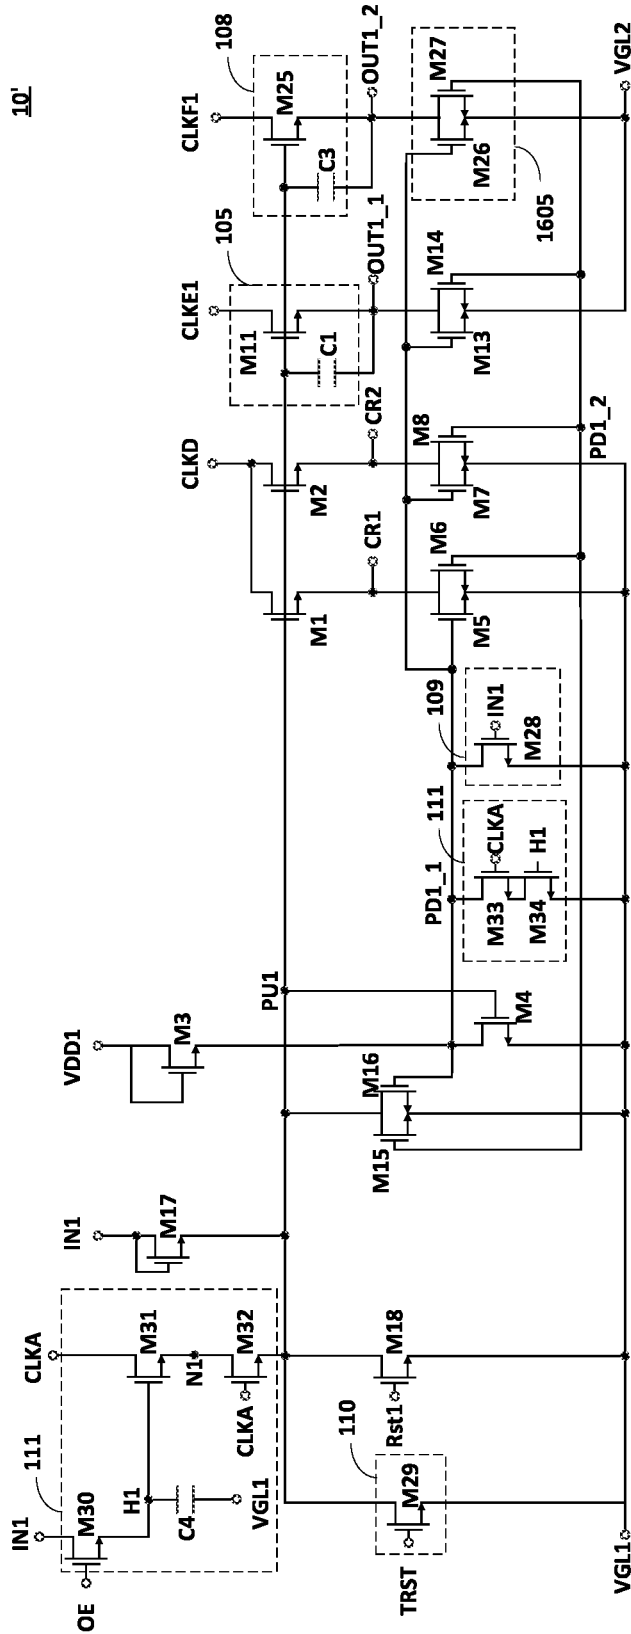 10'
IN1
OE
M30
111
H1
C4
VGL1
CLKA
M31
N1
M32
CLKA
IN1
M17
VDD1
M3
PU1
CLKD
M1
M2
CR1
CR2
CLKE1
105
M11
C1
OUT1_1
CLKF1
108
M25
C3
OUT1_2
TRST
110
M29
Rst1
M18
M15
M16
M4
PD1_1
111
M33
CLKA
M34
H1
109
IN1
M28
M5
M6
M7
M8
PD1_2
M13
M14
M26
M27
1605
VGL1
VGL2